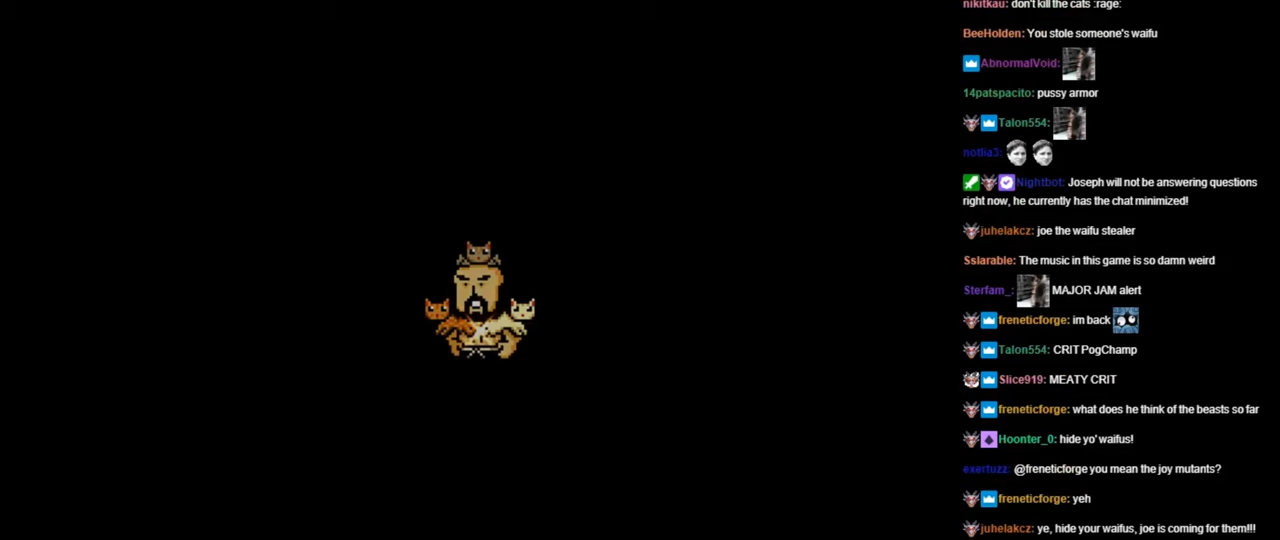 nikitkau: don't kill the cats :rage:
BeeHolden: You stole someone's waifu
AbnormalVoid:
14patspacito: pussy armor
Talon554:
notlia3:
Nightbot: Joseph will not be answering questions
right now, he currently has the chat minimized!
juhelakcz: joe the waifu stealer
Sslarable: The music in this game is so damn weird
Sterfam_: MAJOR JAM alert
freneticforge: im back
Talon554: CRIT PogChamp
Slice919: MEATY CRIT
freneticforge: what does he think of the beasts so far
Hoonter_0: hide yo' waifus!
exertuzz: @freneticforge you mean the joy mutants?
freneticforge: yeh
juhelakcz: ye, hide your waifus, joe is coming for them!!!